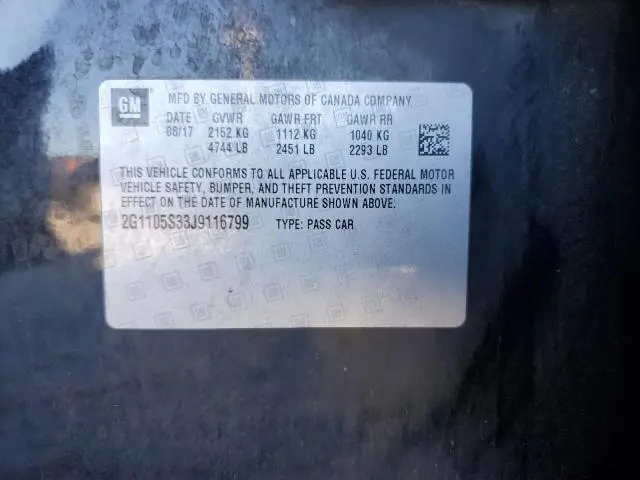 GM
MFD BY GENERAL MOTORS OF CANADA COMPANY
DATE GVWR GAWR FRT GAWR RR
08/17 2152 KG 1112 KG 1040 KG
4744 LB 2451 LB 2293 LB
THIS VEHICLE CONFORMS TO ALL APPLICABLE U.S. FEDERAL MOTOR
VEHICLE SAFETY, BUMPER, AND THEFT PREVENTION STANDARDS IN
EFFECT ON THE DATE OF MANUFACTURE SHOWN ABOVE.
2G1105S33J9116799 TYPE: PASS CAR